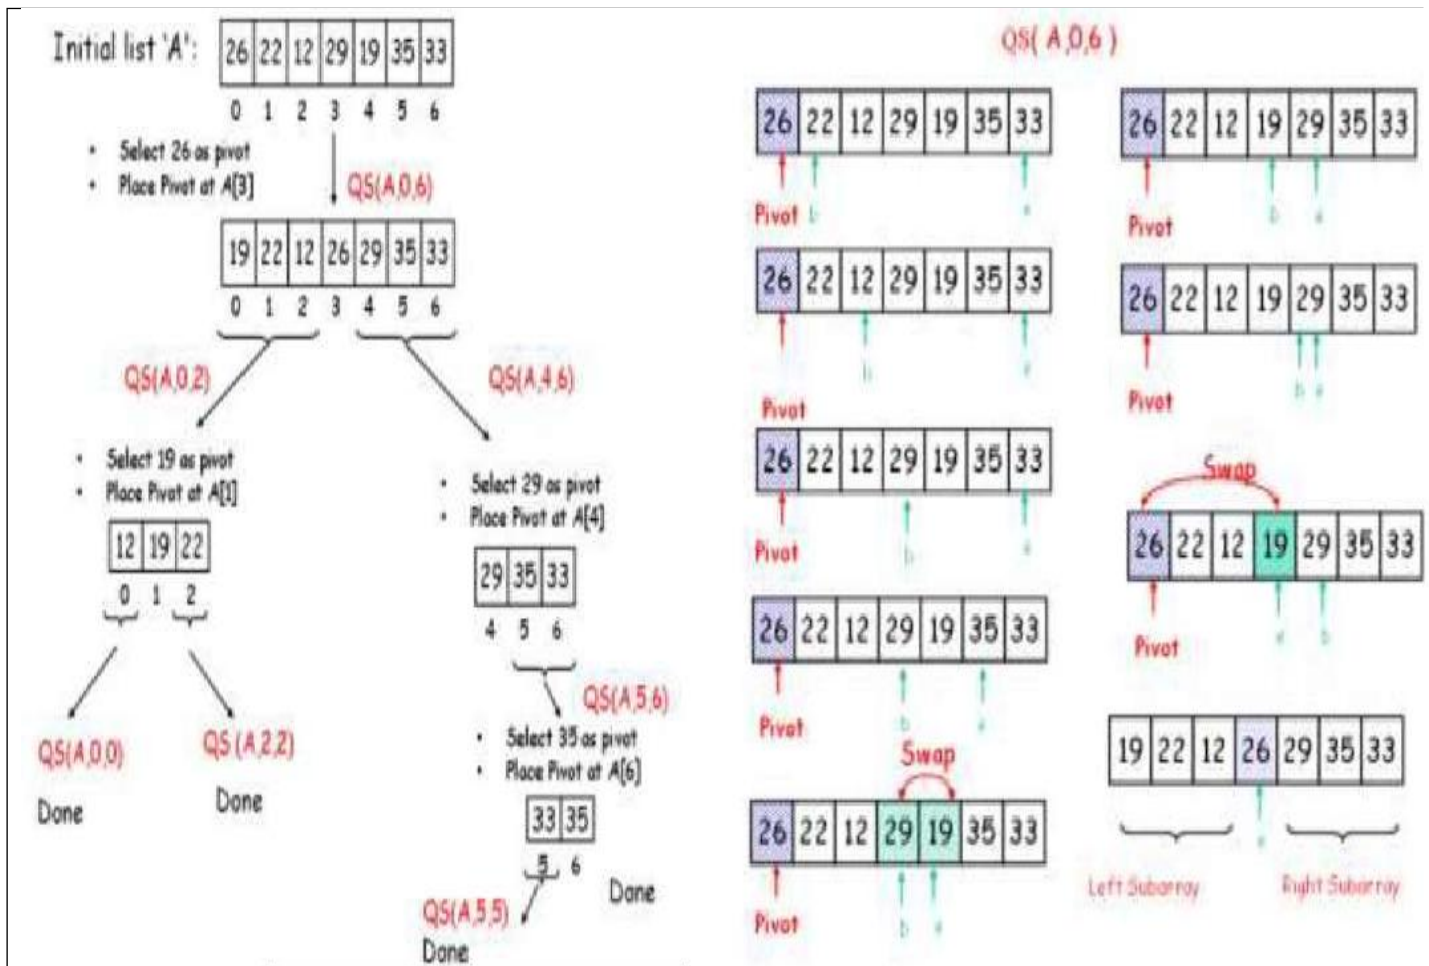 Initial list 'A':
26 22 12 29 19 35 33
0 1 2 3 4 5 6
• Select 26 as pivot
• Place Pivot at A[3]
QS(A,0,6)
19 22 12 26 29 35 33
0 1 2 3 4 5 6
QS(A,0,2)
QS(A,4,6)
• Select 19 as pivot
• Place Pivot at A[1]
12 19 22
0 1 2
QS(A,0,0)
Done
QS (A,2,2)
Done
• Select 29 as pivot
• Place Pivot at A[4]
29 35 33
4 5 6
QS(A,5,6)
• Select 35 as pivot
• Place Pivot at A[6]
33 35
5 6
Done
QS(A,5,5)
Done
QS( A,0,6 )
26 22 12 29 19 35 33
Pivot b
26 22 12 29 19 35 33
b
Pivot
26 22 12 29 19 35 33
Pivot b
26 22 12 29 19 35 33
Pivot b
Swap
26 22 12 29 19 35 33
Pivot b
26 22 12 19 29 35 33
Pivot b
26 22 12 19 29 35 33
Pivot b
Swap
26 22 12 19 29 35 33
Pivot b
19 22 12 26 29 35 33
Left Subarray Right Subarray